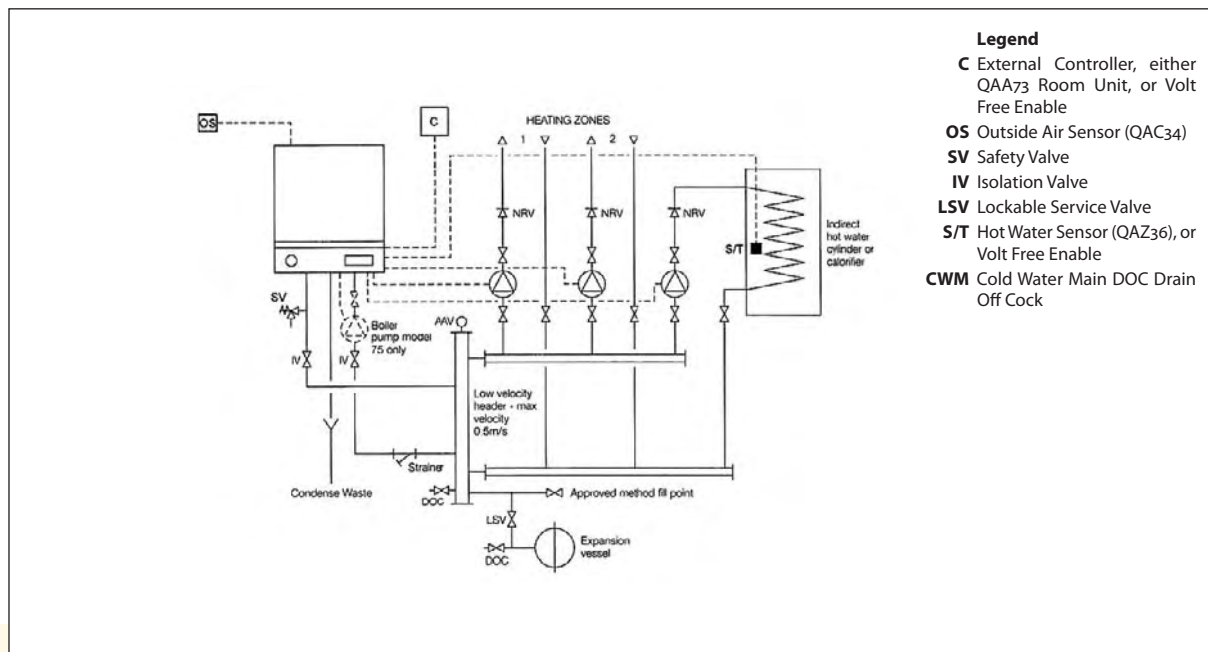 Legend
C External Controller, either
QAA73 Room Unit, or Volt
Free Enable
OS Outside Air Sensor (QAC34)
SV Safety Valve
IV Isolation Valve
LSV Lockable Service Valve
S/T Hot Water Sensor (QAZ36), or
Volt Free Enable
CWM Cold Water Main DOC Drain
Off Cock
OS
C
HEATING ZONES
1 2
NRV NRV NRV
S/T
Indirect
hot water
cylinder or
calorifier
SV
Boiler
pump model
75 only
AAV
IV IV
Low velocity
header - max
velocity
0.5m/s
Strainer
Condense Waste
DOC
Approved method fill point
LSV
DOC
Expansion
vessel